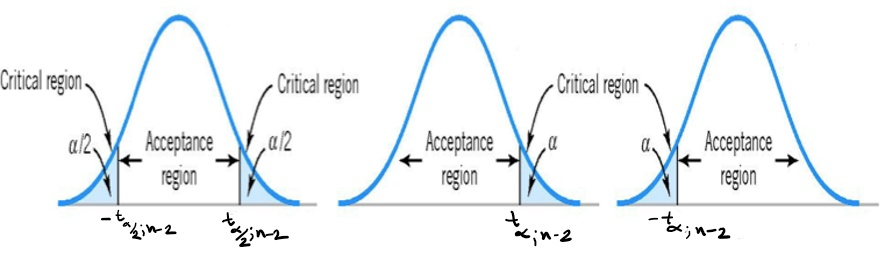 Critical region
Critical region
α/2
Acceptance
region
α/2
-t α/2;n-2
t α/2;n-2
Critical region
Acceptance
region
α
t α;n-2
α
Acceptance
region
-t α;n-2